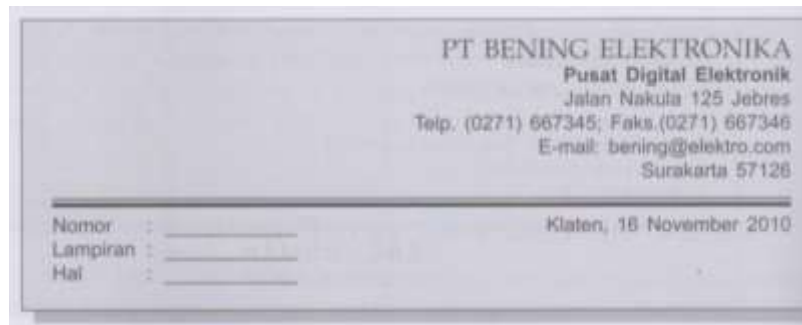 PT BENING ELEKTRONIKA
Pusat Digital Elektronik
Jalan Nakula 125 Jebres
Telp. (0271) 667345; Faks.(0271) 667346
E-mail: bening@elektro.com
Surakarta 57126
Nomor : Klaten, 16 November 2010
Lampiran :
Hal :